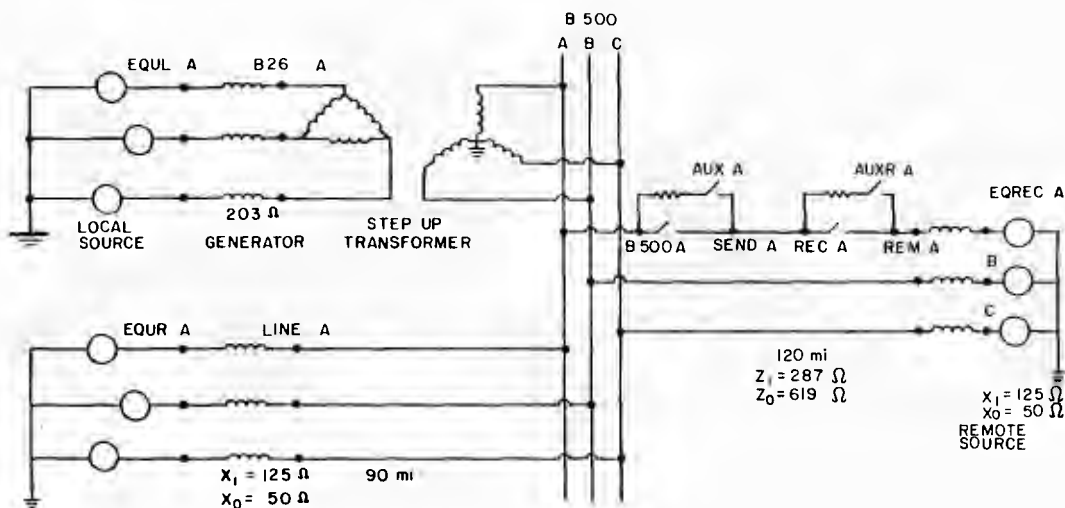 B 500
A B C
EQUL A B26 A
LOCAL
SOURCE
203 Ω
GENERATOR
STEP UP
TRANSFORMER
AUX A AUXR A
EQREC A
B 500 A SEND A REC A REM A
B
C
120 mi
Z₁ = 287 Ω
Z₀ = 619 Ω
X₁ = 125 Ω
X₀ = 50 Ω
REMOTE
SOURCE
EQUR A LINE A
X₁ = 125 Ω 90 mi
X₀ = 50 Ω